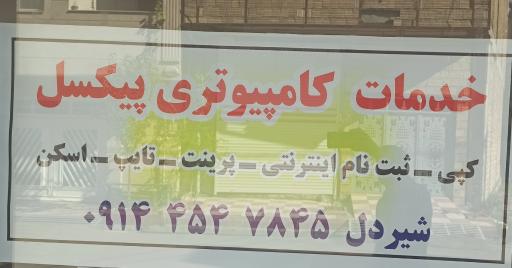 خدمات کامپیوتری پیکسل
کپی _ ثبت نام اینترنتی _ پرینت _ تایپ _ اسکن
شیردل ۰۹۱۴ ۴۵۴ ۷۸۴۵